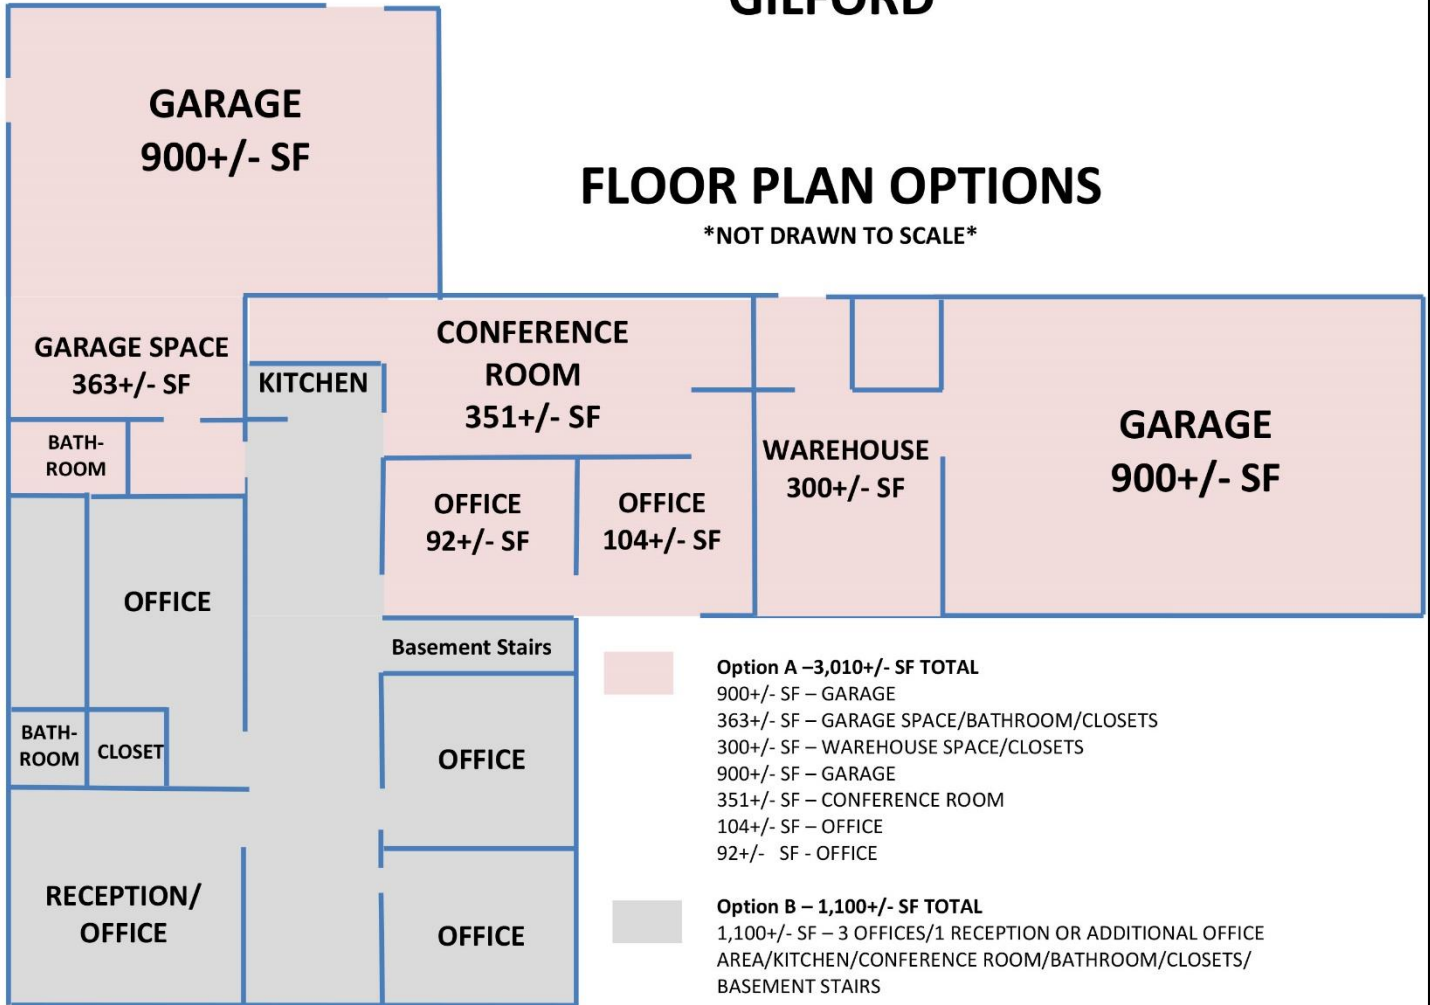 GILFORD
GARAGE
900+/- SF
FLOOR PLAN OPTIONS
*NOT DRAWN TO SCALE*
GARAGE SPACE
363+/- SF
KITCHEN
CONFERENCE
ROOM
351+/- SF
BATH-
ROOM
WAREHOUSE
300+/- SF
GARAGE
900+/- SF
OFFICE
92+/- SF
OFFICE
104+/- SF
OFFICE
Basement Stairs
BATH-
ROOM
CLOSET
OFFICE
RECEPTION/
OFFICE
OFFICE
Option A –3,010+/- SF TOTAL
900+/- SF – GARAGE
363+/- SF – GARAGE SPACE/BATHROOM/CLOSETS
300+/- SF – WAREHOUSE SPACE/CLOSETS
900+/- SF – GARAGE
351+/- SF – CONFERENCE ROOM
104+/- SF – OFFICE
92+/- SF - OFFICE
Option B – 1,100+/- SF TOTAL
1,100+/- SF – 3 OFFICES/1 RECEPTION OR ADDITIONAL OFFICE
AREA/KITCHEN/CONFERENCE ROOM/BATHROOM/CLOSETS/
BASEMENT STAIRS